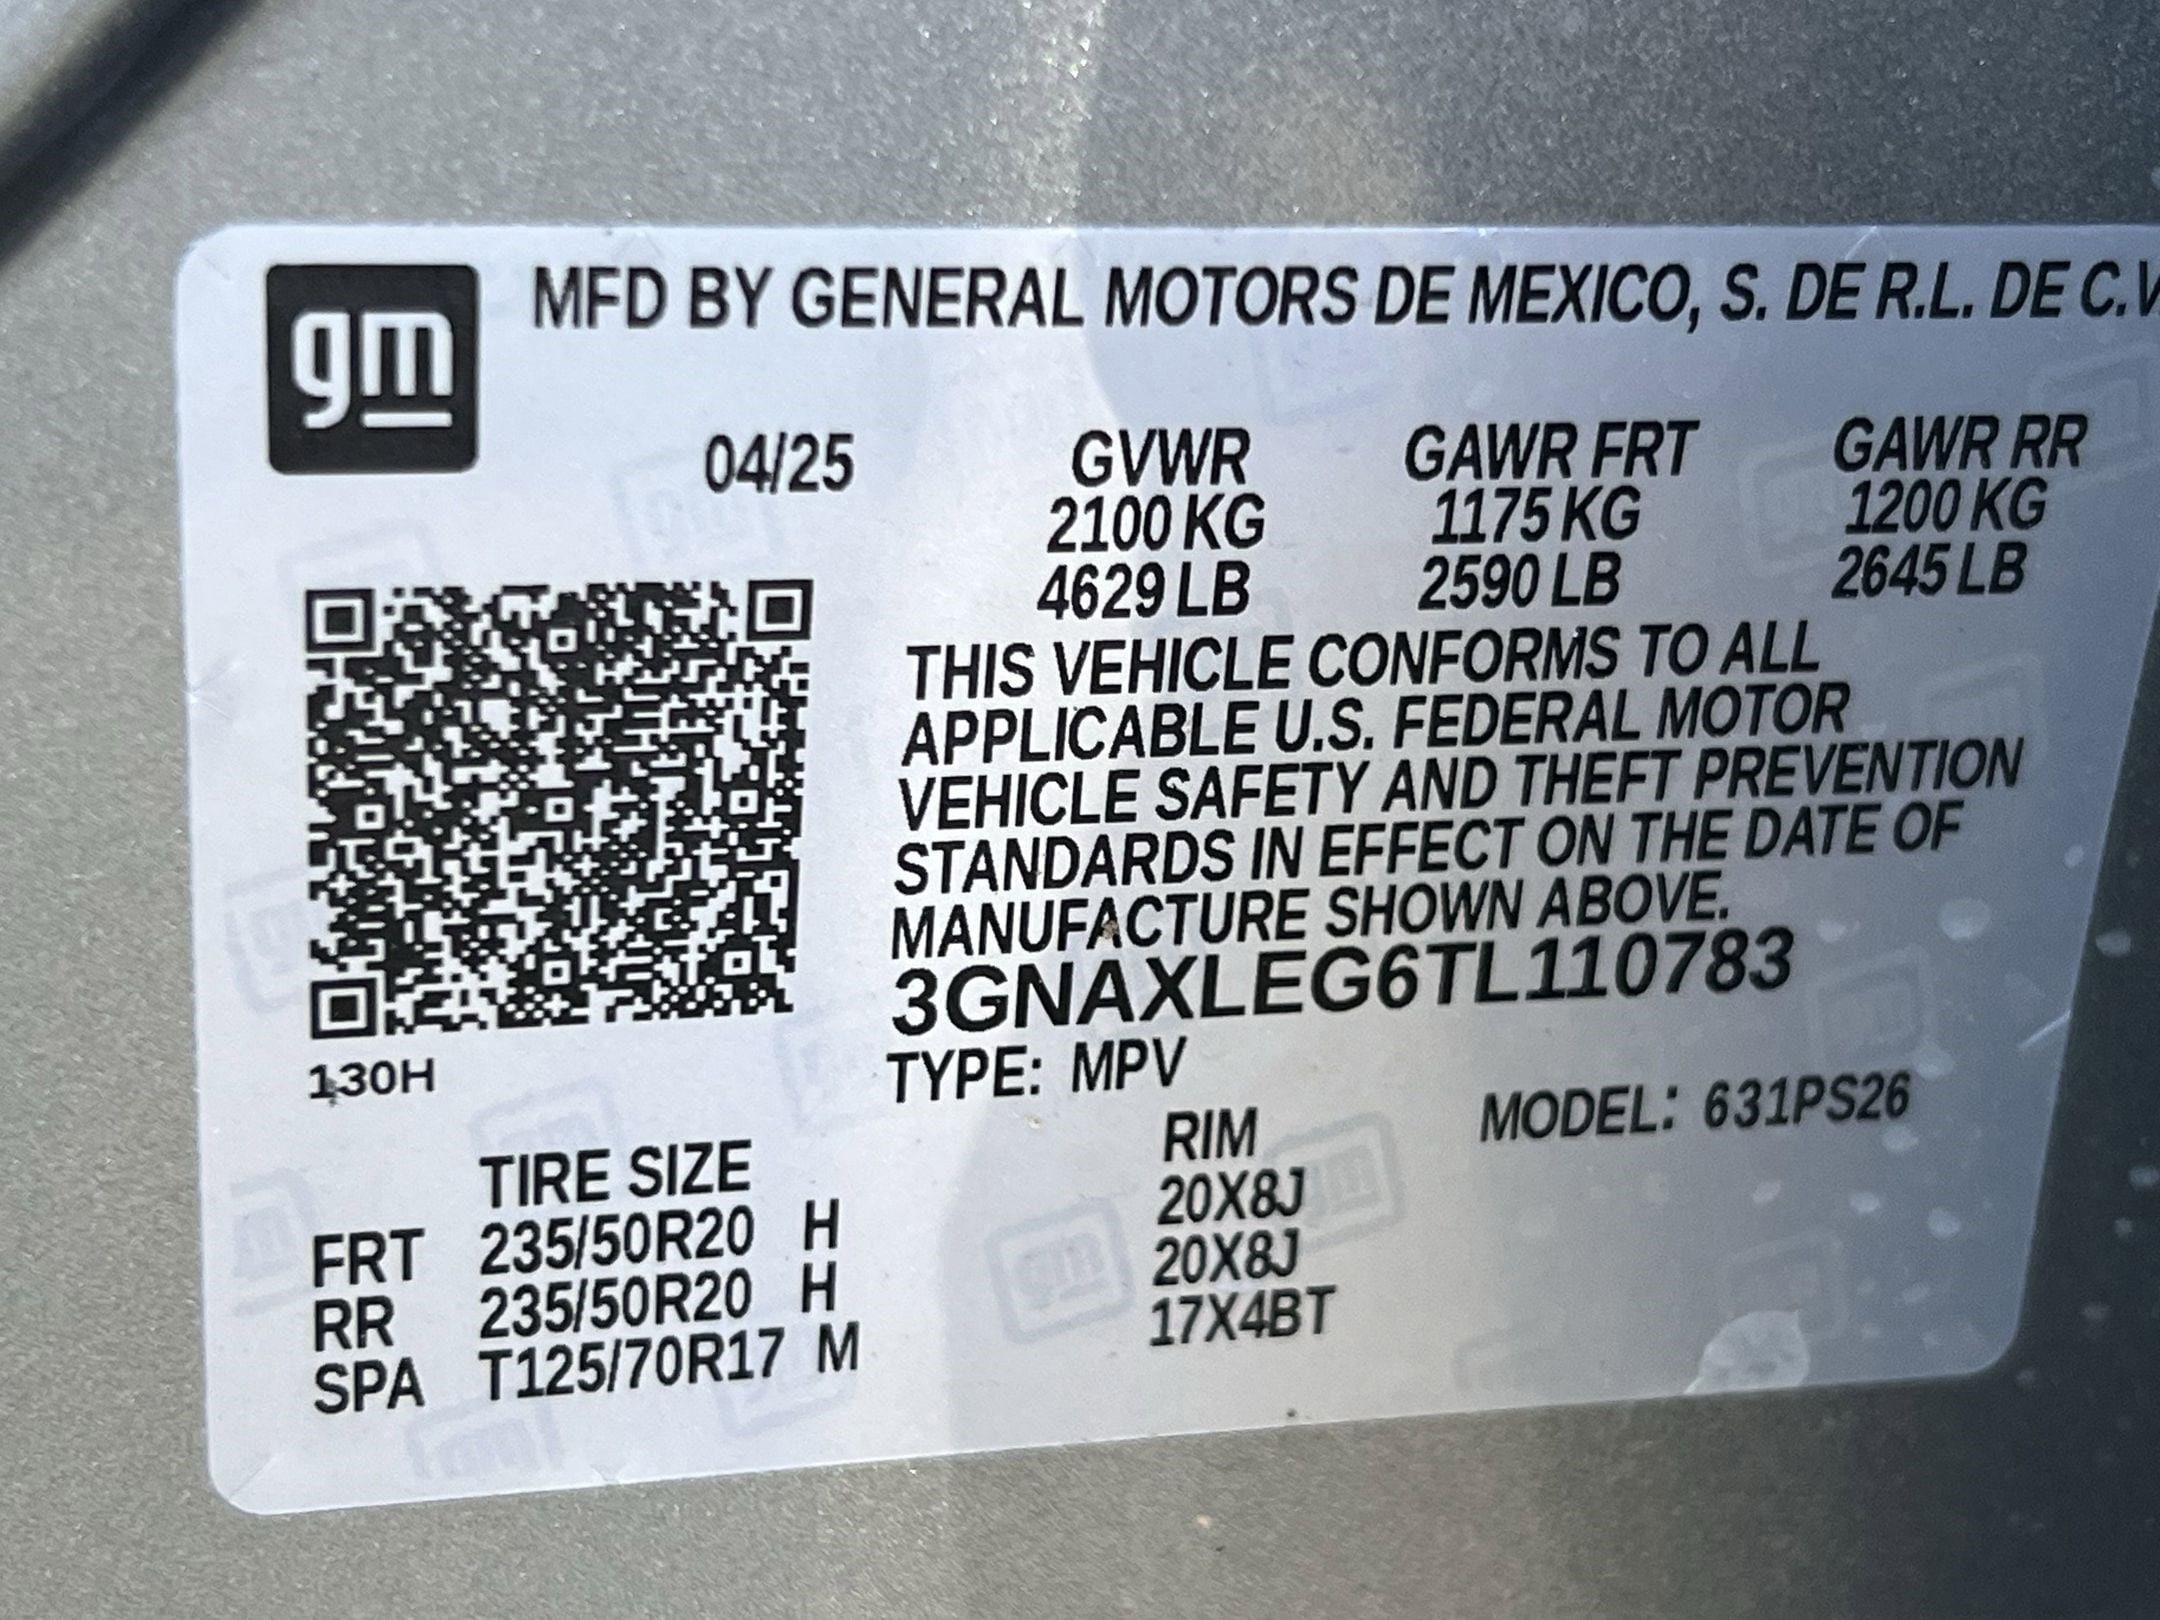 gm
MFD BY GENERAL MOTORS DE MEXICO, S. DE R.L. DE C.V
04/25 GVWR GAWR FRT GAWR RR
2100 KG 1175 KG 1200 KG
4629 LB 2590 LB 2645 LB
THIS VEHICLE CONFORMS TO ALL
APPLICABLE U.S. FEDERAL MOTOR
VEHICLE SAFETY AND THEFT PREVENTION
STANDARDS IN EFFECT ON THE DATE OF
MANUFACTURE SHOWN ABOVE.
3GNAXLEG6TL110783
130H
TYPE: MPV MODEL: 631PS26
TIRE SIZE RIM
FRT 235/50R20 H 20X8J
RR 235/50R20 H 20X8J
SPA T125/70R17 M 17X4BT